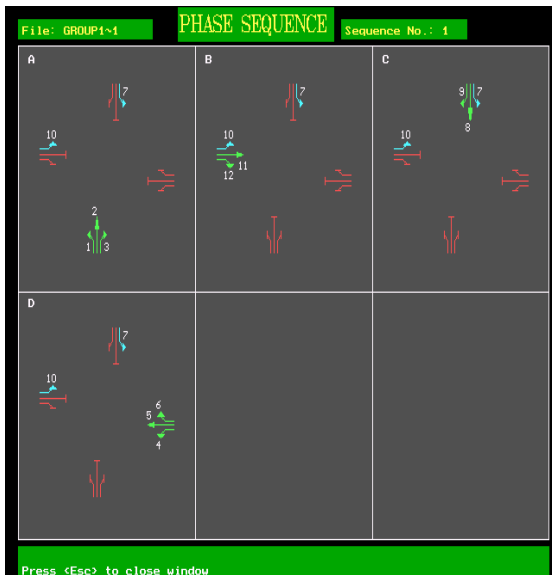 File: GROUP1~1
PHASE SEQUENCE
Sequence No.: 1
A
B
C
7
7
9
7
10
10
8
10
11
12
2
1
3
D
7
10
6
5
4
Press <Esc> to close window